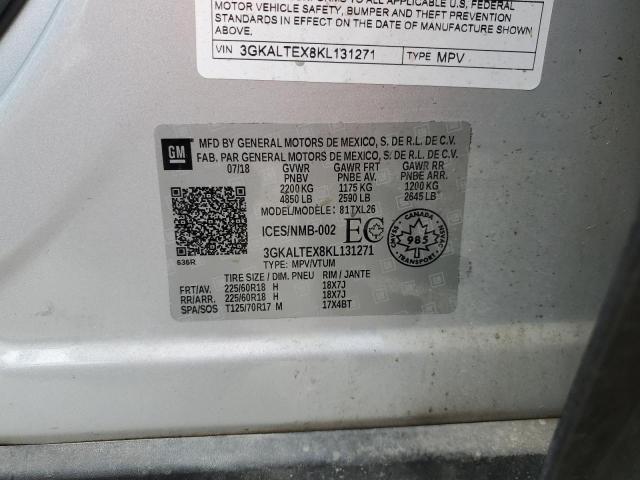 MOTOR VEHICLE SAFETY, BUMPER AND THEFT PREVENTION
STANDARDS IN EFFECT ON THE DATE OF MANUFACTURE SHOWN
ABOVE.
VIN 3GKALTEX8KL131271 TYPE MPV
GM
MFD BY GENERAL MOTORS DE MEXICO, S. DE R.L. DE C.V.
FAB. PAR GENERAL MOTORS DE MEXICO, S. DE R.L. DE C.V.
07/18 GVWR GAWR FRT GAWR RR
PNBV PNBE AV. PNBE ARR.
2200 KG 1175 KG 1200 KG
4850 LB 2590 LB 2645 LB
MODEL/MODÈLE: 81TXL26
ICES/NMB-002 EC
CANADA
985
3GKALTEX8KL131271
TYPE: MPV/VTUM
636R
TIRE SIZE / DIM. PNEU RIM / JANTE
FRT/AV. 225/60R18 H 18X7J
RR/ARR. 225/60R18 H 18X7J
SPA/SOS T125/70R17 M 17X4BT